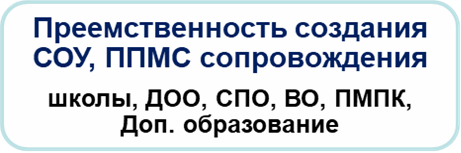 Преемственность создания
СОУ, ППМС сопровождения
школы, ДОО, СПО, ВО, ПМПК,
Доп. образование